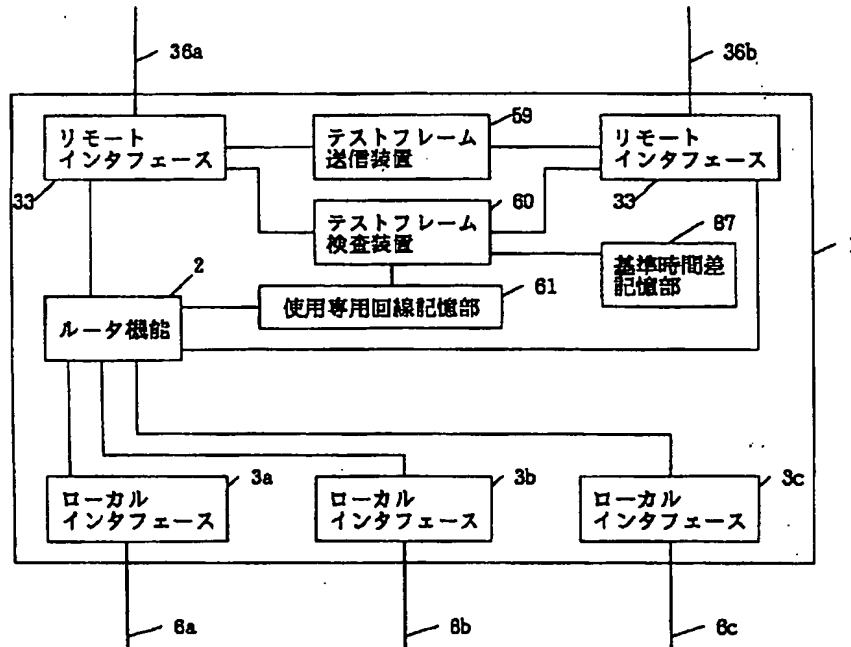 36a
36b
リモート
インタフェース
33
テストフレーム
送信装置
59
リモート
インタフェース
33
テストフレーム
検査装置
60
87
基準時間差
記憶部
2
ルータ機能
使用専用回線記憶部
61
ローカル
インタフェース
3a
ローカル
インタフェース
3b
ローカル
インタフェース
3c
6a
6b
6c